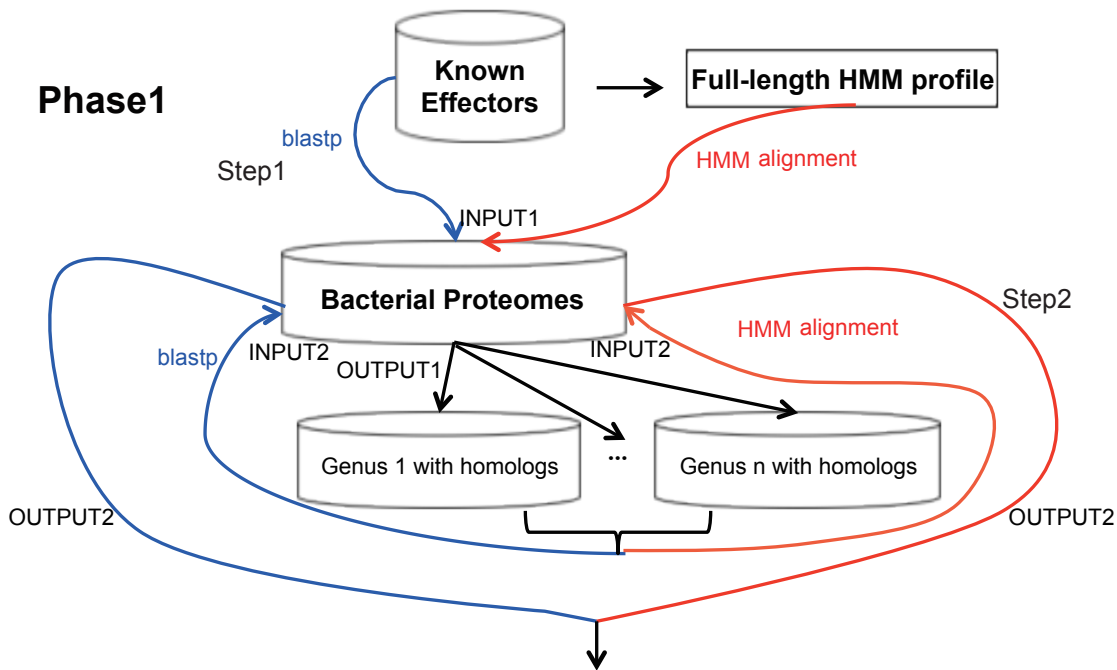 Phase1
Known
Effectors
Full-length HMM profile
blastp
HMM alignment
Step1
INPUT1
Bacterial Proteomes
Step2
HMM alignment
blastp
INPUT2
INPUT2
OUTPUT1
Genus 1 with homologs
...
Genus n with homologs
OUTPUT2
OUTPUT2